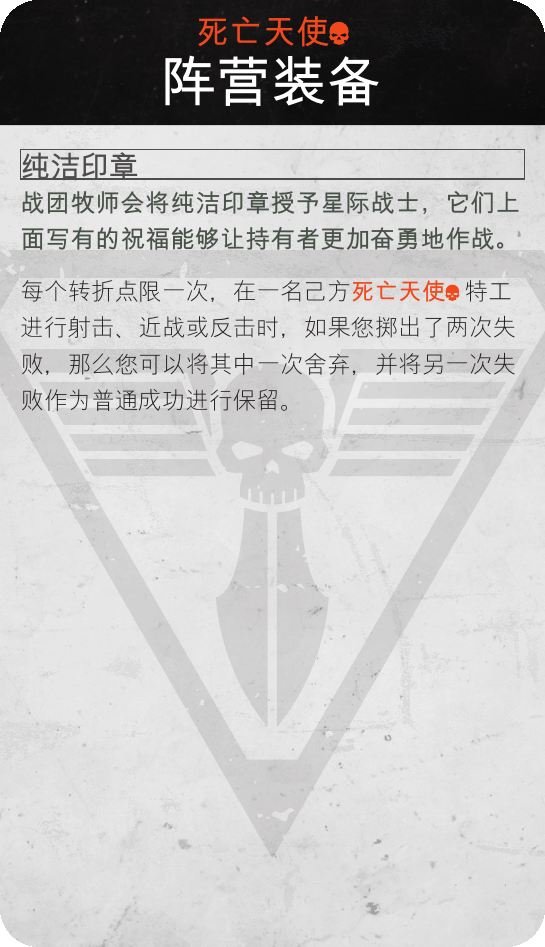 死亡天使
阵营装备
纯洁印章
战团牧师会将纯洁印章授予星际战士，它们上
面写有的祝福能够让持有者更加奋勇地作战。
每个转折点限一次，在一名己方死亡天使特工
进行射击、近战或反击时，如果您掷出了两次失
败，那么您可以将其中一次舍弃，并将另一次失
败作为普通成功进行保留。